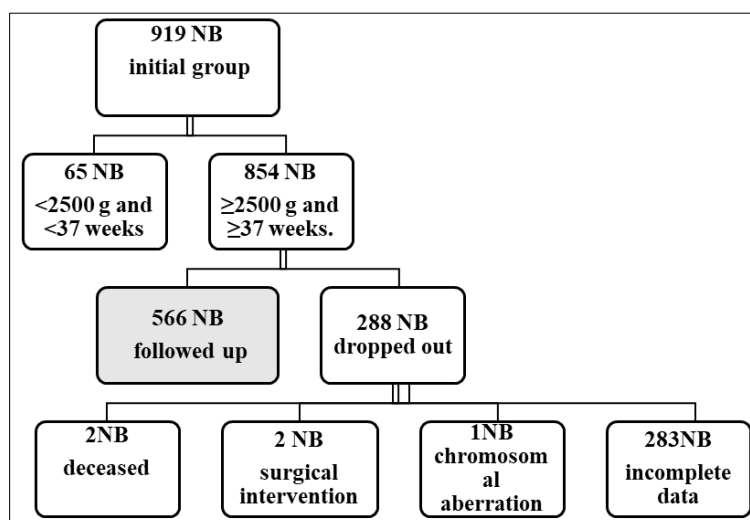 919 NB
initial group
65 NB
<2500 g and
<37 weeks
854 NB
≥2500 g and
≥37 weeks.
566 NB
followed up
288 NB
dropped out
2NB
deceased
2 NB
surgical
intervention
1NB
chromosom
al
aberration
283NB
incomplete
data